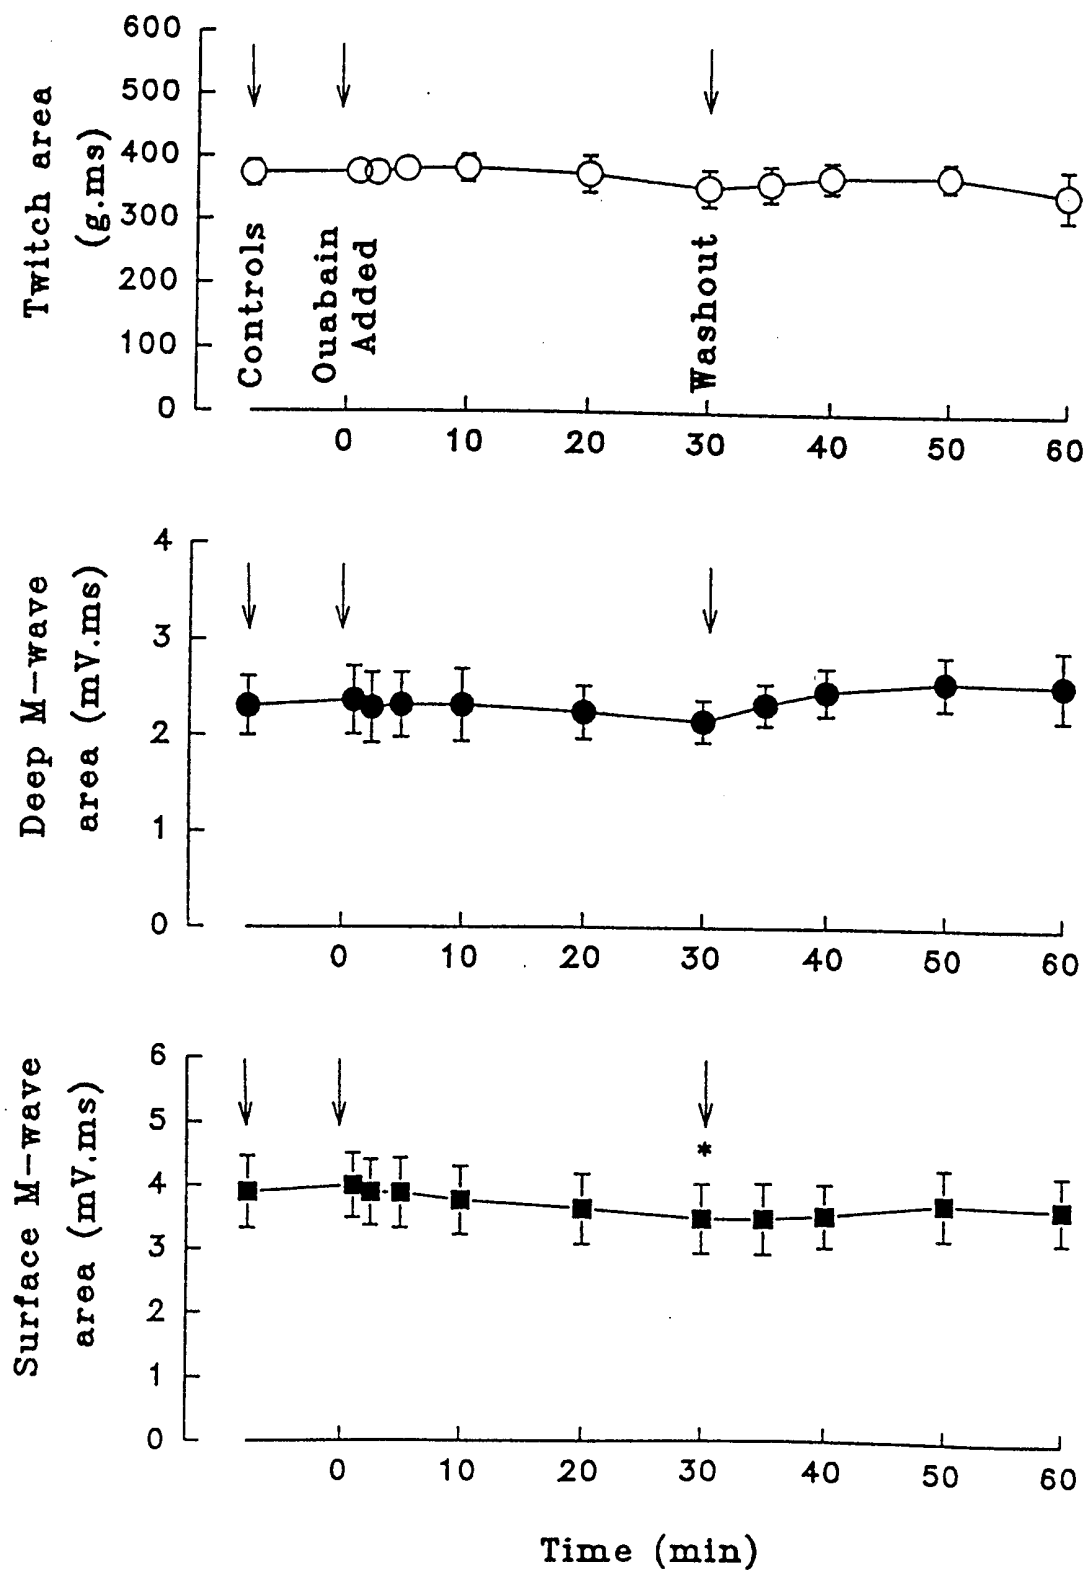 600
500
400
300
200
100
0
Twitch area
(g.ms)
Controls
Ouabain
Added
Washout
0 10 20 30 40 50 60
4
3
2
1
0
Deep M-wave
area (mV.ms)
0 10 20 30 40 50 60
6
5
4
3
2
1
0
Surface M-wave
area (mV.ms)
*
0 10 20 30 40 50 60
Time (min)